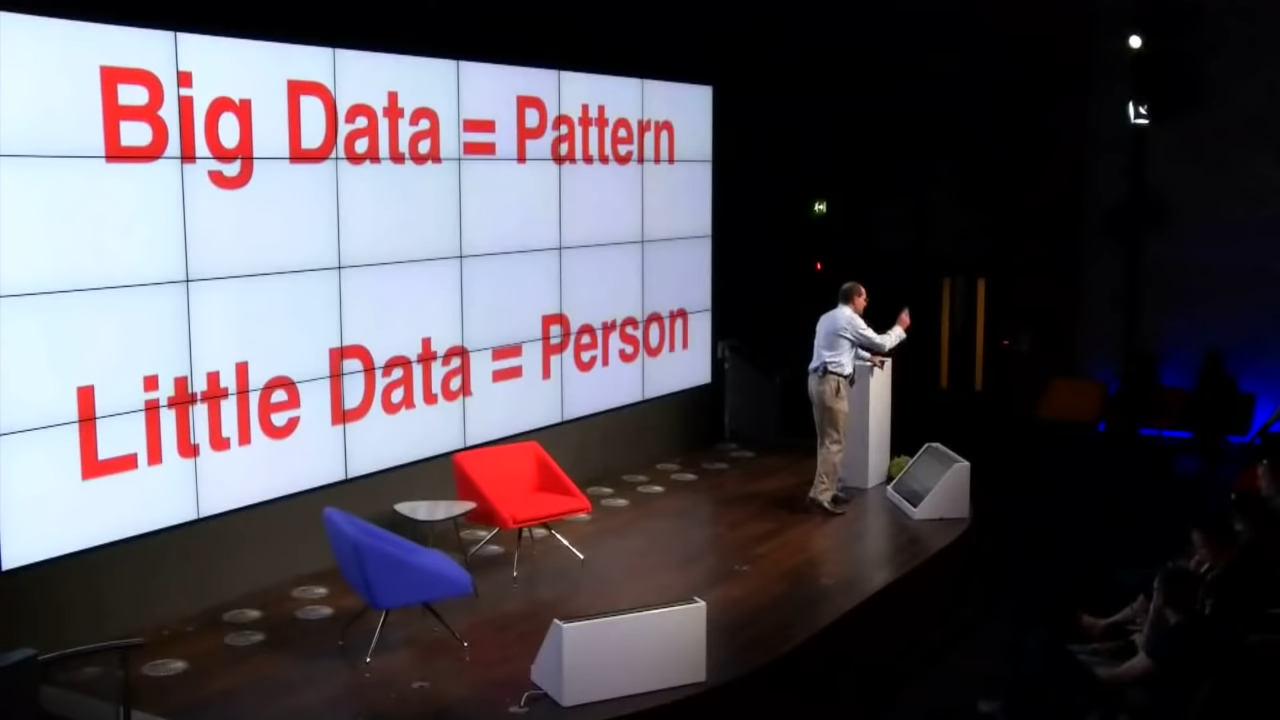 Big Data = Pattern
Little Data = Person